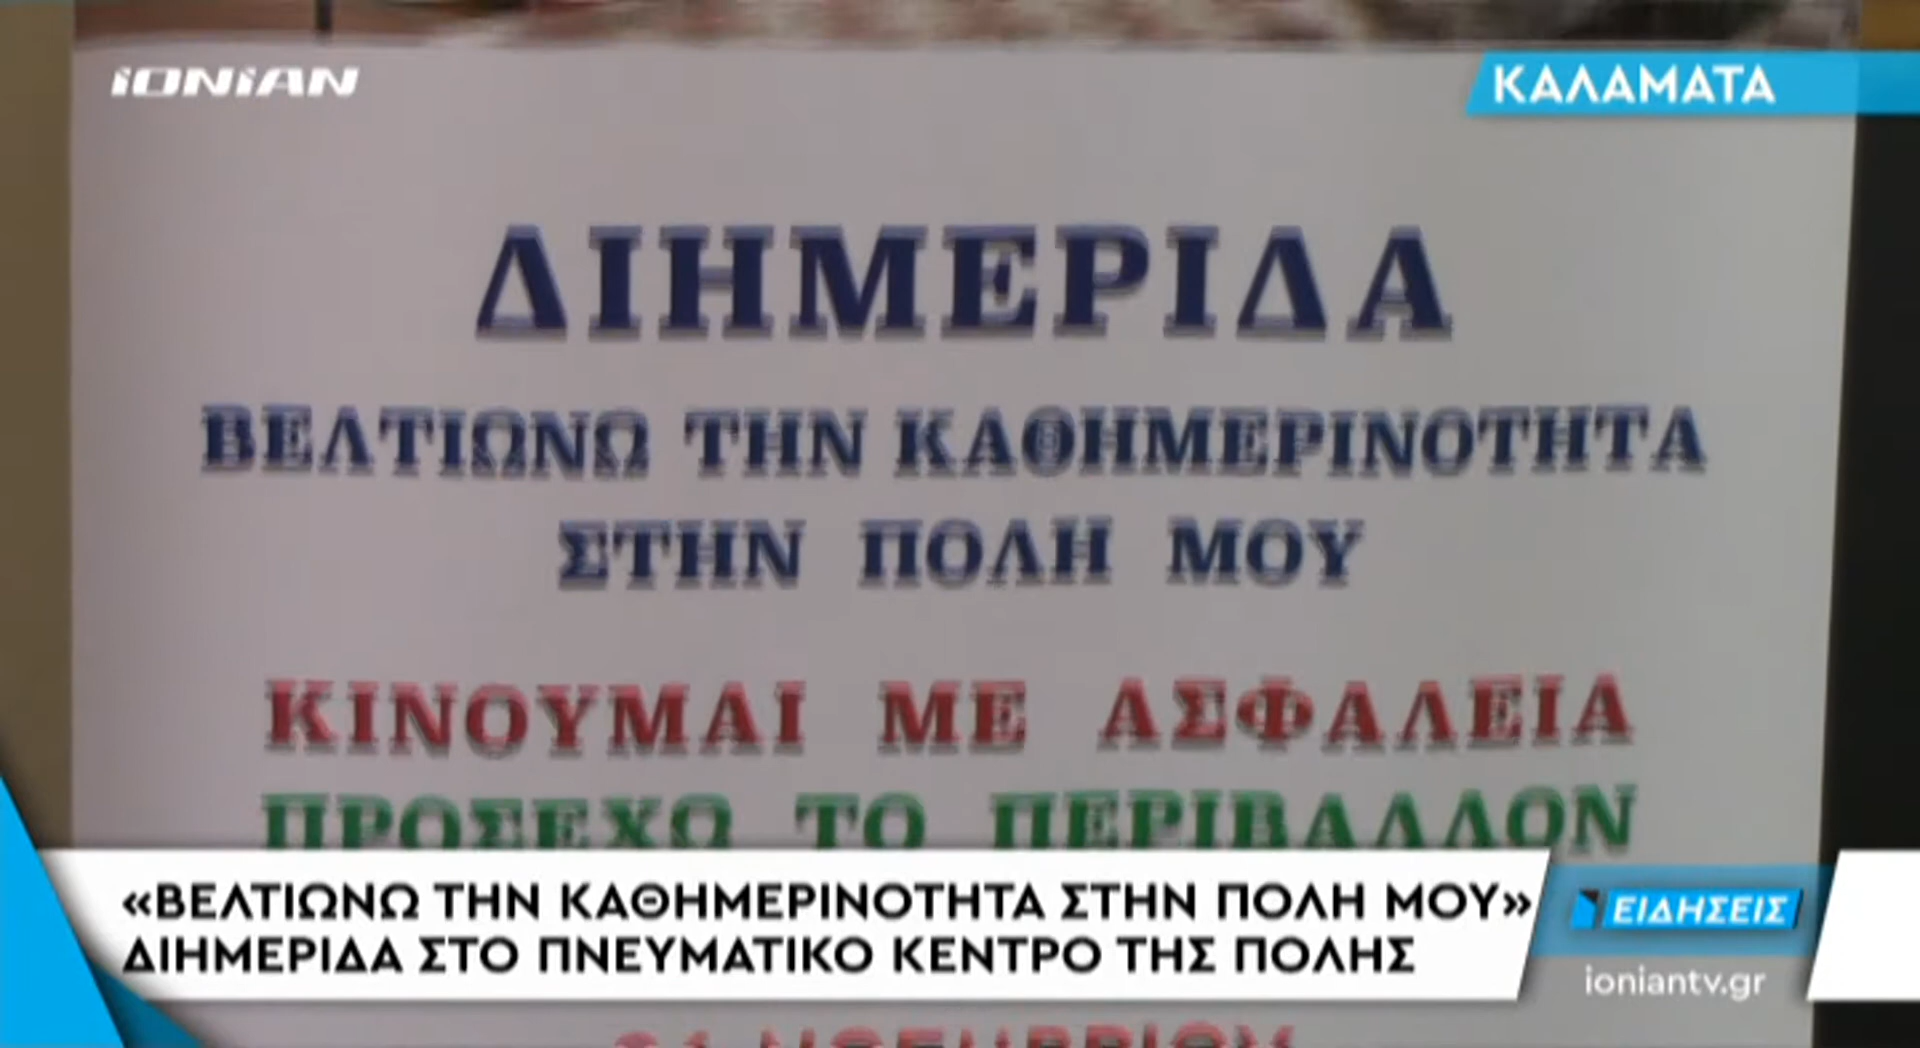 IONIAN
ΚΑΛΑΜΑΤΑ
ΔΙΗΜΕΡΙΔΑ
ΒΕΛΤΙΩΝΩ ΤΗΝ ΚΑΘΗΜΕΡΙΝΟΤΗΤΑ
ΣΤΗΝ ΠΟΛΗ ΜΟΥ
ΚΙΝΟΥΜΑΙ ΜΕ ΑΣΦΑΛΕΙΑ
ΠΡΟΣΕΧΩ ΤΟ ΠΕΡΙΒΑΛΛΟΝ
«ΒΕΛΤΙΩΝΩ ΤΗΝ ΚΑΘΗΜΕΡΙΝΟΤΗΤΑ ΣΤΗΝ ΠΟΛΗ ΜΟΥ»
ΔΙΗΜΕΡΙΔΑ ΣΤΟ ΠΝΕΥΜΑΤΙΚΟ ΚΕΝΤΡΟ ΤΗΣ ΠΟΛΗΣ
ΕΙΔΗΣΕΙΣ
ioniantv.gr
ΝΟΕΜΒΡΙΟΥ